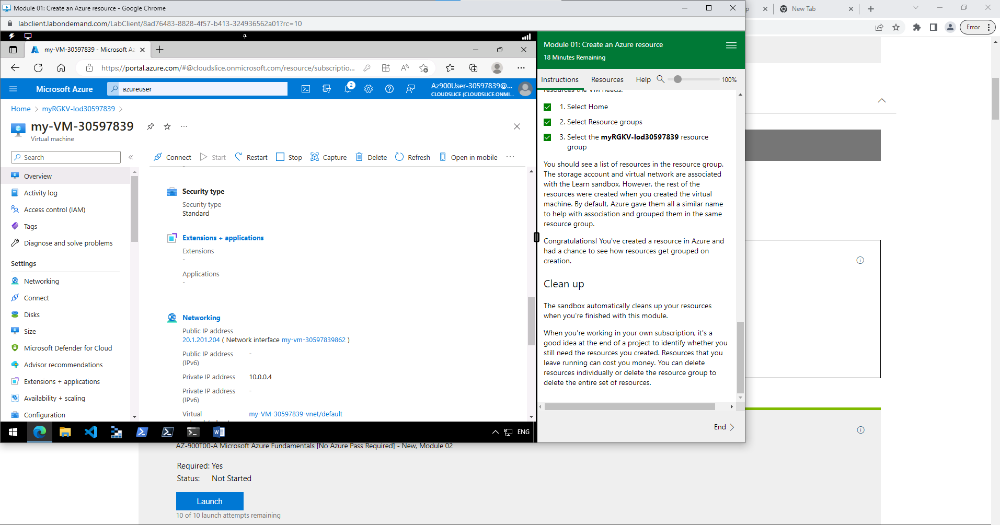 Module 01: Create an Azure resource - Google Chrome
labclient.labondemand.com/LabClient/8ad76483-8828-4f57-b413-324936562a01?rc=10
New Tab
Error
my-VM-30597839 - Microsoft Az
https://portal.azure.com/#@cloudslice.onmicrosoft.com/resource/subscriptio...
Microsoft Azure
azureuser
2
Az900User-30597839@...
CLOUDSLICE (CLOUDSLICE.ONMI...
Home
myRGKV-lod30597839
my-VM-30597839
Virtual machine
Search
Connect
Start
Restart
Stop
Capture
Delete
Refresh
Open in mobile
Overview
Activity log
Access control (IAM)
Tags
Diagnose and solve problems
Settings
Networking
Connect
Disks
Size
Microsoft Defender for Cloud
Advisor recommendations
Extensions + applications
Availability + scaling
Configuration
-
Security type
Security type
Standard
Extensions + applications
Extensions
-
Applications
-
Networking
Public IP address
20.1.201.204 ( Network interface my-vm-30597839862 )
Public IP address (IPv6) -
Private IP address 10.0.0.4
Private IP address (IPv6) -
Virtual my-VM-30597839-vnet/default
ENG
Module 01: Create an Azure resource
18 Minutes Remaining
Instructions
Resources
Help
100%
resources the VM needs.
1. Select Home
2. Select Resource groups
3. Select the myRGKV-lod30597839 resource
group
You should see a list of resources in the resource group.
The storage account and virtual network are associated
with the Learn sandbox. However, the rest of the
resources were created when you created the virtual
machine. By default, Azure gave them all a similar name
to help with association and grouped them in the same
resource group.
Congratulations! You've created a resource in Azure and
had a chance to see how resources get grouped on
creation.
Clean up
The sandbox automatically cleans up your resources
when you're finished with this module.
When you're working in your own subscription, it's a
good idea at the end of a project to identify whether you
still need the resources you created. Resources that you
leave running can cost you money. You can delete
resources individually or delete the resource group to
delete the entire set of resources.
End
AZ-900T00-A Microsoft Azure Fundamentals [No Azure Pass Required] - New, Module 02
Required: Yes
Status: Not Started
Launch
10 of 10 launch attempts remaining